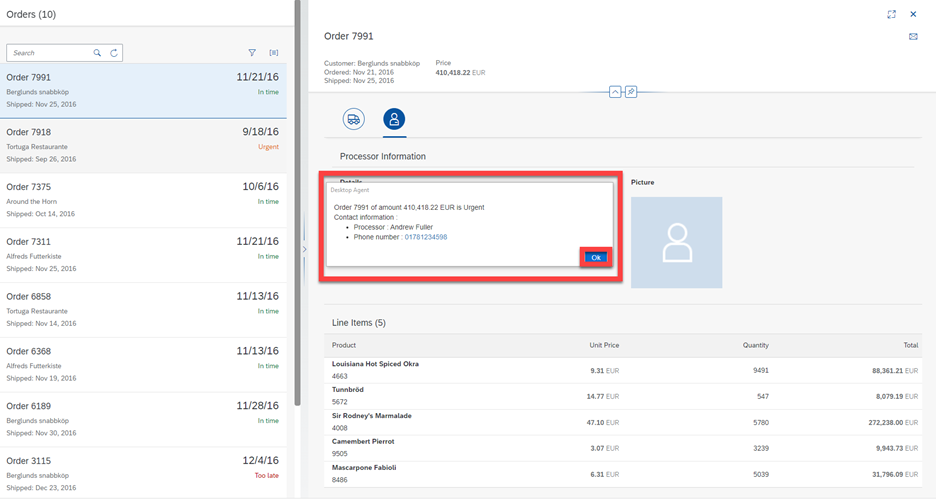 Orders (10)
Search
Order 7991
11/21/16
Berglunds snabbköp
In time
Shipped: Nov 25, 2016
Order 7918
9/18/16
Tortuga Restaurante
Urgent
Shipped: Sep 26, 2016
Order 7375
10/6/16
Around the Horn
In time
Shipped: Oct 14, 2016
Order 7311
11/21/16
Alfreds Futterkiste
In time
Shipped: Nov 25, 2016
Order 6858
11/13/16
Tortuga Restaurante
In time
Shipped: Nov 14, 2016
Order 6368
11/13/16
Alfreds Futterkiste
In time
Shipped: Nov 19, 2016
Order 6189
11/28/16
Berglunds snabbköp
In time
Shipped: Nov 30, 2016
Order 3115
12/4/16
Berglunds snabbköp
Too late
Shipped: Dec 23, 2016
Order 7991
Customer: Berglunds snabbköp
Ordered: Nov 21, 2016
Shipped: Nov 25, 2016
Price
410,418.22 EUR
Processor Information
Details
Picture
Desktop Agent
Order 7991 of amount 410,418.22 EUR is Urgent
Contact information :
• Processor : Andrew Fuller
• Phone number : 01781234598
Ok
Line Items (5)
Product Unit Price Quantity Total
Louisiana Hot Spiced Okra
4663
9.31 EUR 9491 88,361.21 EUR
Tunnbröd
5672
14.77 EUR 547 8,079.19 EUR
Sir Rodney's Marmalade
4008
47.10 EUR 5780 272,238.00 EUR
Camembert Pierrot
9505
3.07 EUR 3239 9,943.73 EUR
Mascarpone Fabioli
8486
6.31 EUR 5039 31,796.09 EUR